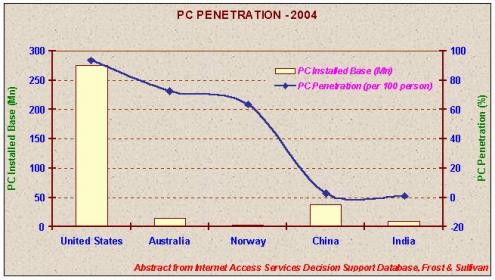 PC PENETRATION - 2004
300
250
200
150
100
50
0
PC Installed Base (Mn)
100
80
60
40
20
0
-20
PC Penetration (%)
PC Installed Base (Mn)
PC Penetration (per 100 person)
United States
Australia
Norway
China
India
Abstract from Internet Access Services Decision Support Database, Frost & Sullivan